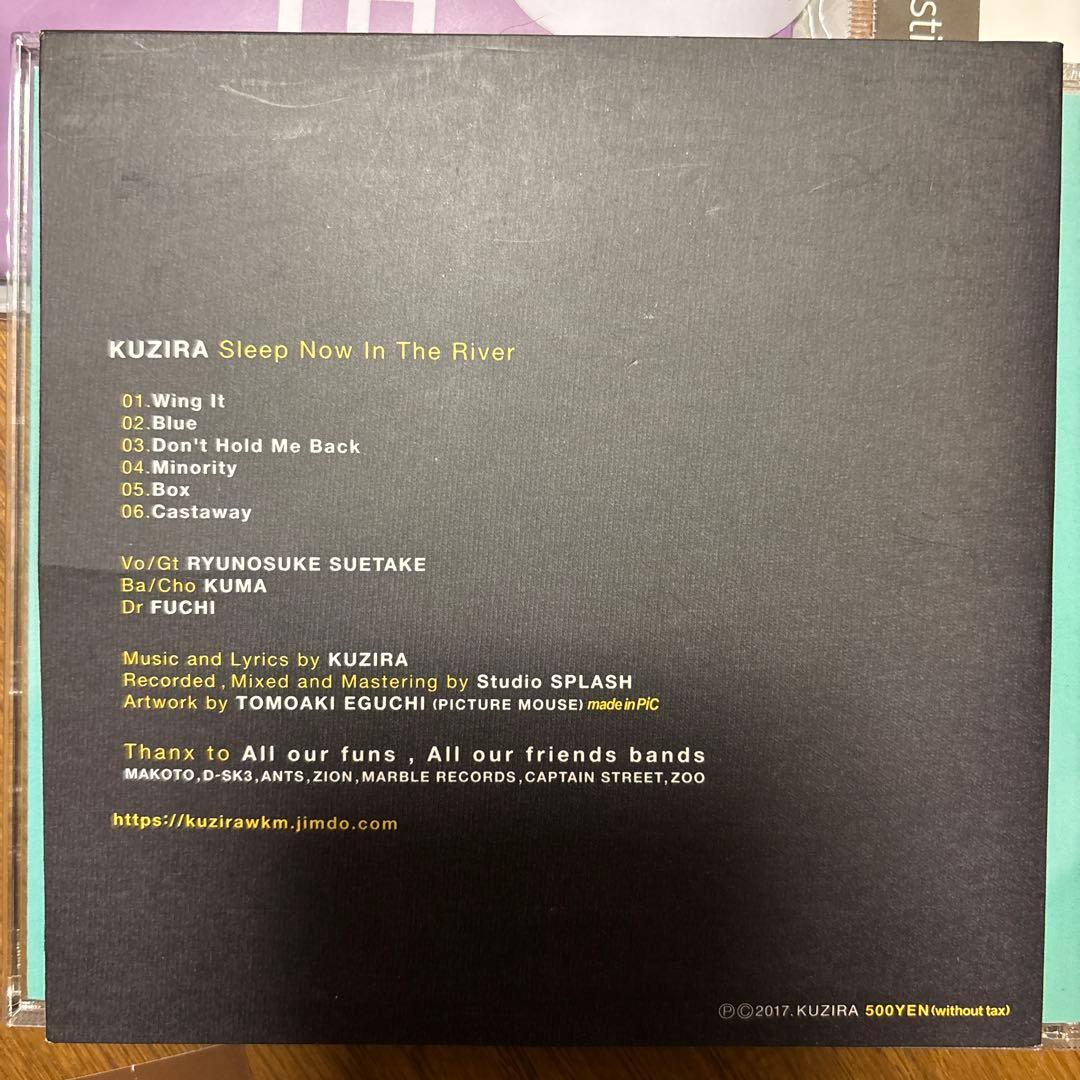 sti
KUZIRA Sleep Now In The River
01.Wing It
02.Blue
03.Don't Hold Me Back
04.Minority
05.Box
06.Castaway
Vo/Gt RYUNOSUKE SUETAKE
Ba/Cho KUMA
Dr FUCHI
Music and Lyrics by KUZIRA
Recorded , Mixed and Mastering by Studio SPLASH
Artwork by TOMOAKI EGUCHI (PICTURE MOUSE) made in PiC
Thanx to All our funs , All our friends bands
MAKOTO,D-SK3,ANTS,ZION,MARBLE RECORDS,CAPTAIN STREET,ZOO
https://kuzirawkm.jimdo.com
Ⓟ©2017. KUZIRA 500YEN(without tax)